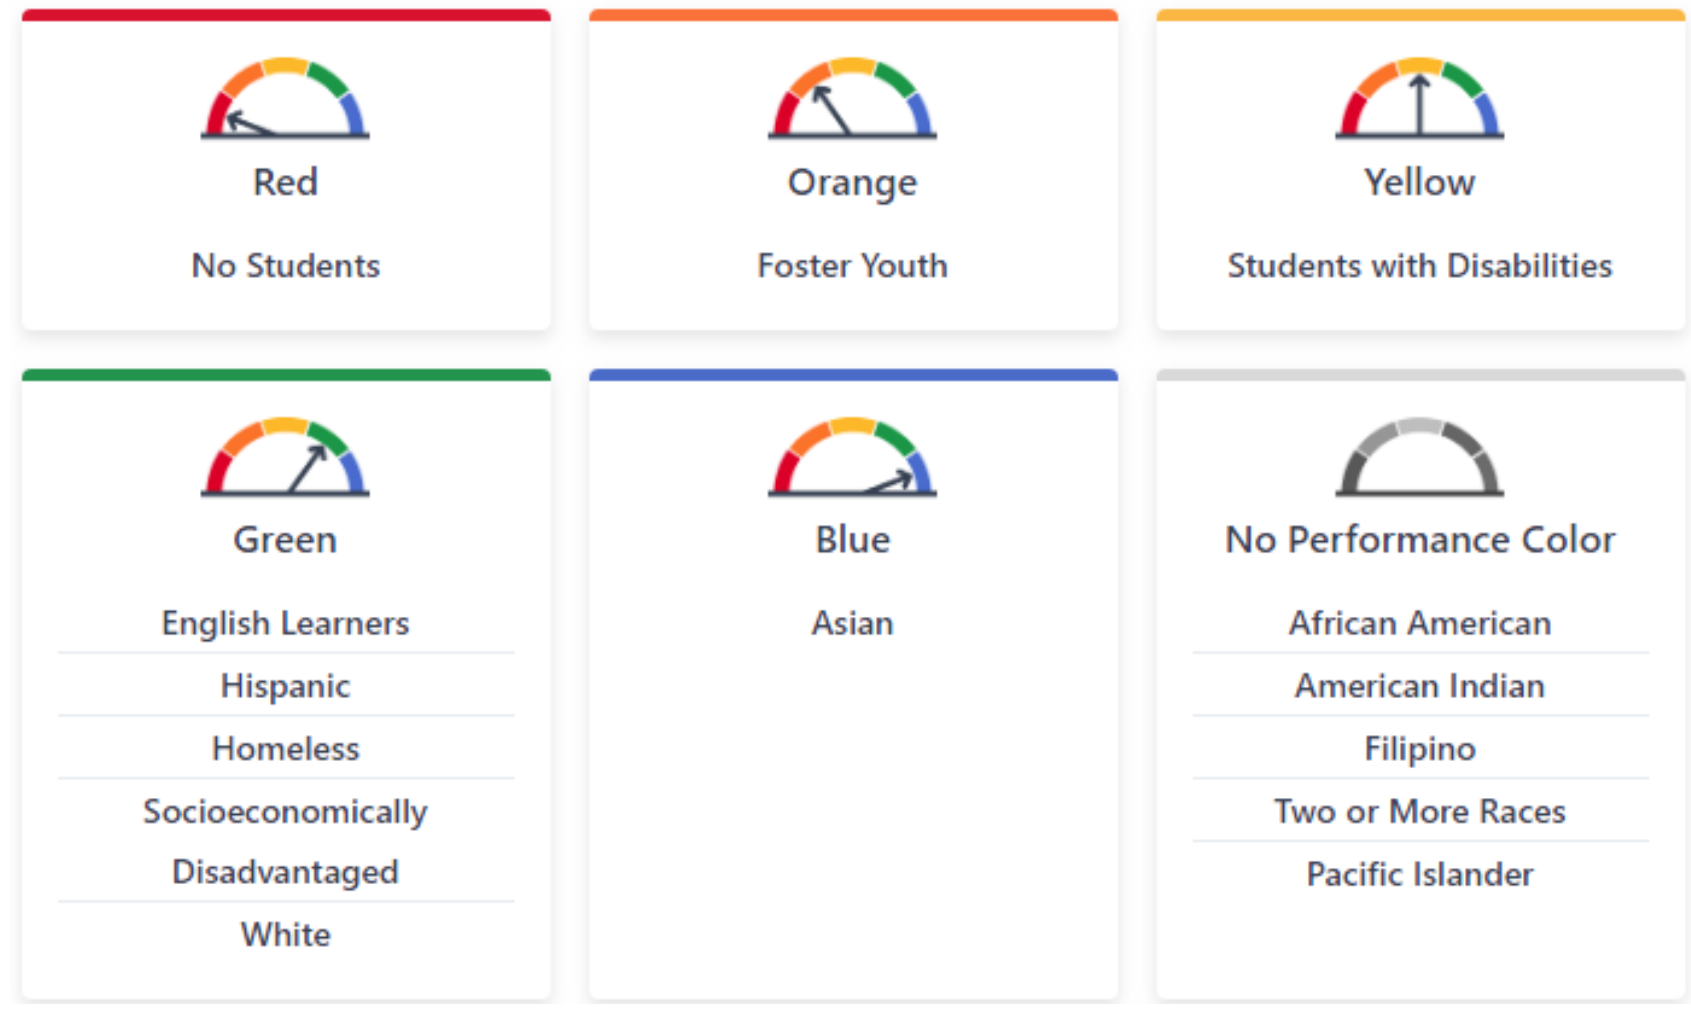 Red
No Students
Orange
Foster Youth
Yellow
Students with Disabilities
Green
English Learners
Hispanic
Homeless
Socioeconomically
Disadvantaged
White
Blue
Asian
No Performance Color
African American
American Indian
Filipino
Two or More Races
Pacific Islander